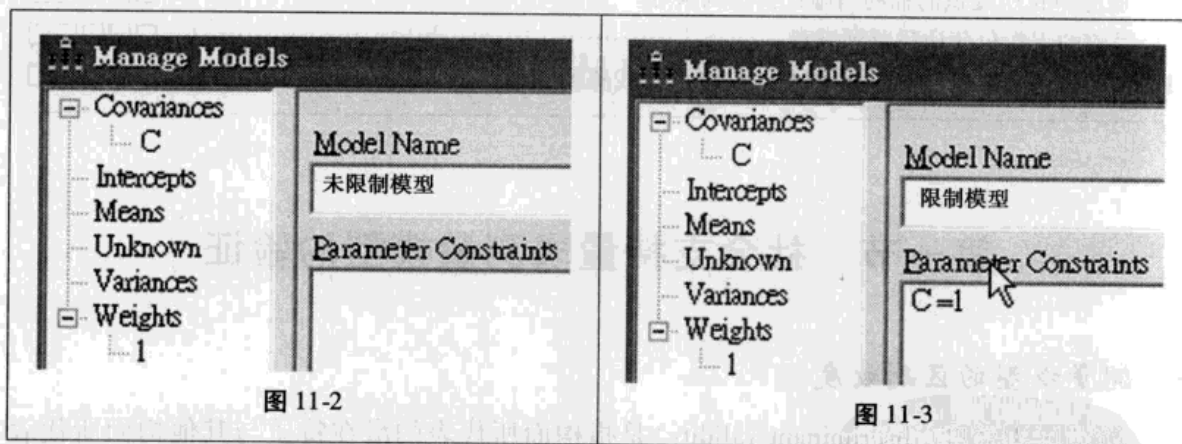 Manage Models
Covariances
C
Intercepts
Means
Unknown
Variances
Weights
1
Model Name
未限制模型
Parameter Constraints
图 11-2
Manage Models
Covariances
C
Intercepts
Means
Unknown
Variances
Weights
1
Model Name
限制模型
Parameter Constraints
C =1
图 11-3